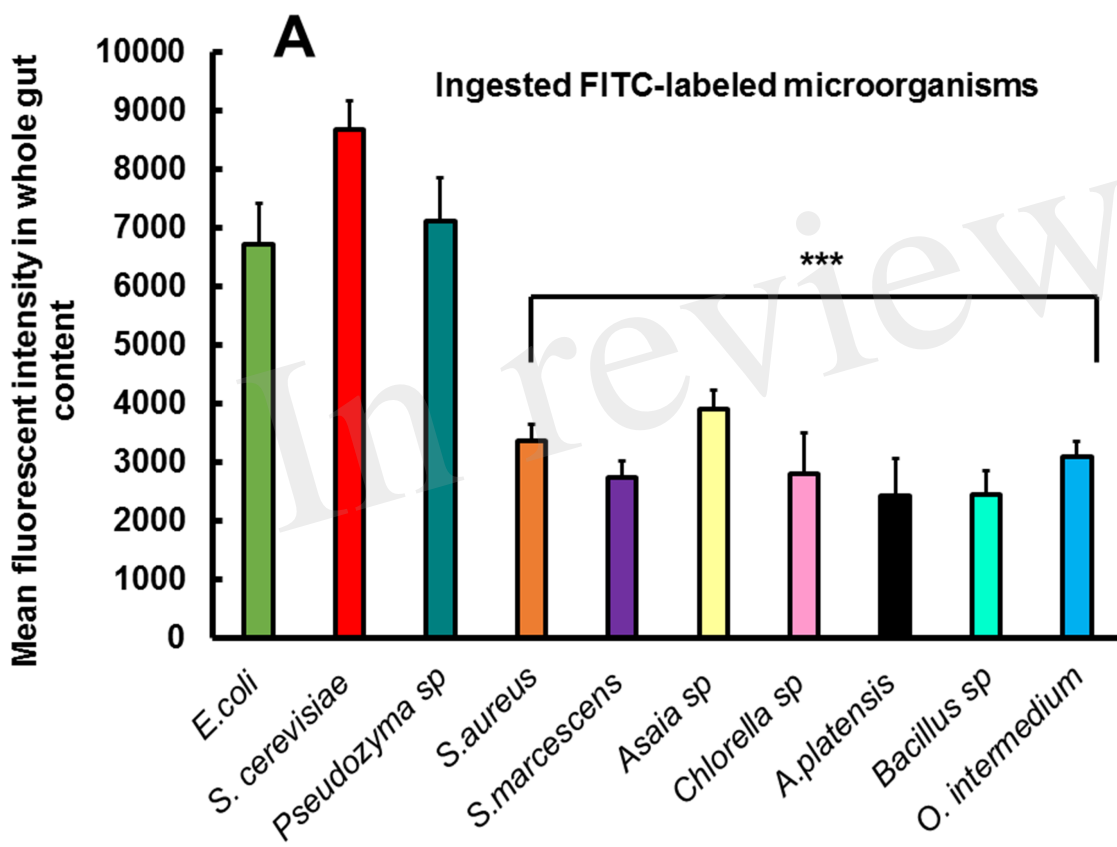 A
Ingested FITC-labeled microorganisms
Mean fluorescent intensity in whole gut
content
10000
9000
8000
7000
6000
5000
4000
3000
2000
1000
0
***
In review
E.coli
S. cerevisiae
Pseudozyma sp
S.aureus
S.marcescens
Asaia sp
Chlorella sp
A.platensis
Bacillus sp
O. intermedium